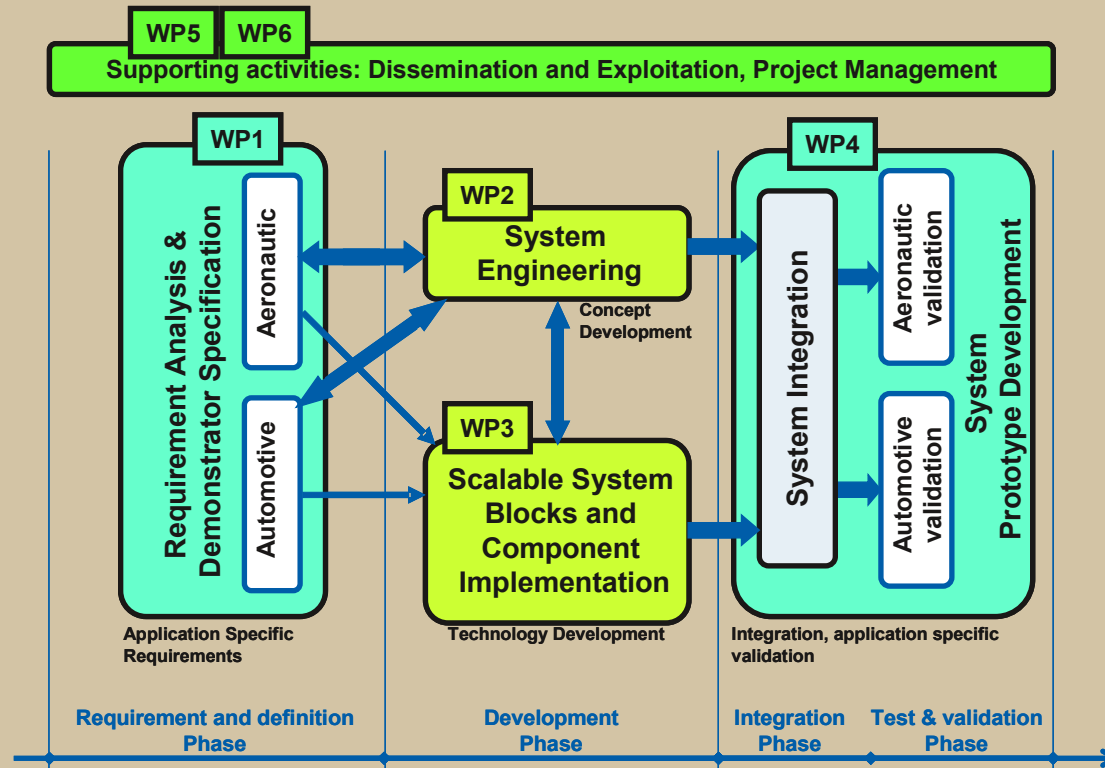 WP5
WP6
Supporting activities: Dissemination and Exploitation, Project Management
WP1
Requirement Analysis &
Demonstrator Specification
Aeronautic
Automotive
Application Specific
Requirements
WP2
System
Engineering
Concept
Development
WP3
Scalable System
Blocks and
Component
Implementation
Technology Development
WP4
System Integration
Aeronautic
validation
Automotive
validation
System
Prototype Development
Integration, application specific
validation
Requirement and definition
Phase
Development
Phase
Integration
Phase
Test & validation
Phase